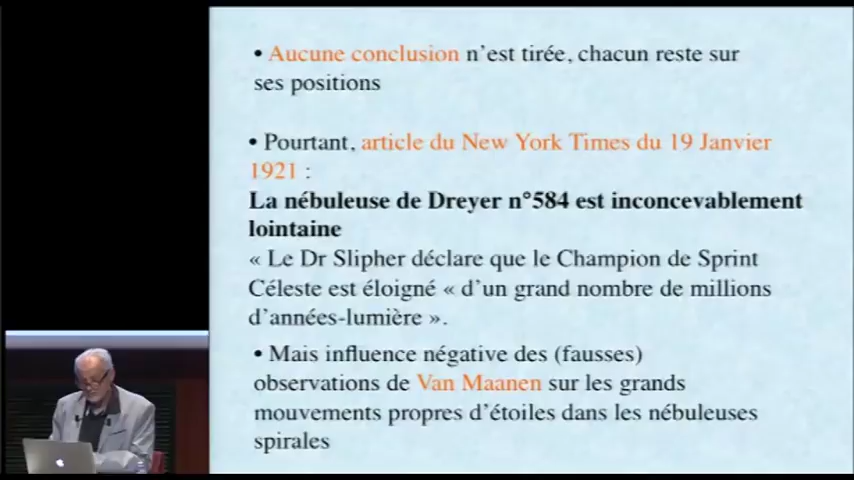 • Aucune conclusion n'est tirée, chacun reste sur
ses positions
• Pourtant, article du New York Times du 19 Janvier
1921 :
La nébuleuse de Dreyer n°584 est inconcevablement
lointaine
« Le Dr Slipher déclare que le Champion de Sprint
Céleste est éloigné « d'un grand nombre de millions
d'années-lumière ».
• Mais influence négative des (fausses)
observations de Van Maanen sur les grands
mouvements propres d'étoiles dans les nébuleuses
spirales